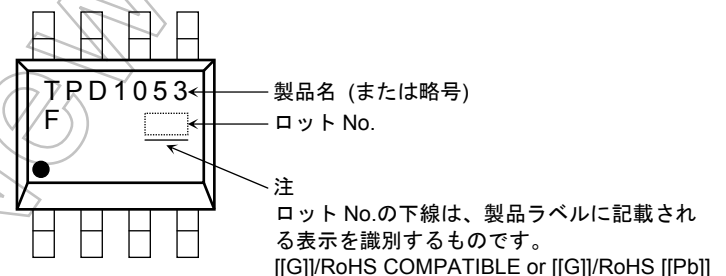 TPD1053
F
製品名 (または略号)
ロット No.
注
ロット No.の下線は、製品ラベルに記載され
る表示を識別するものです。
[[G]]/RoHS COMPATIBLE or [[G]]/RoHS [[Pb]]